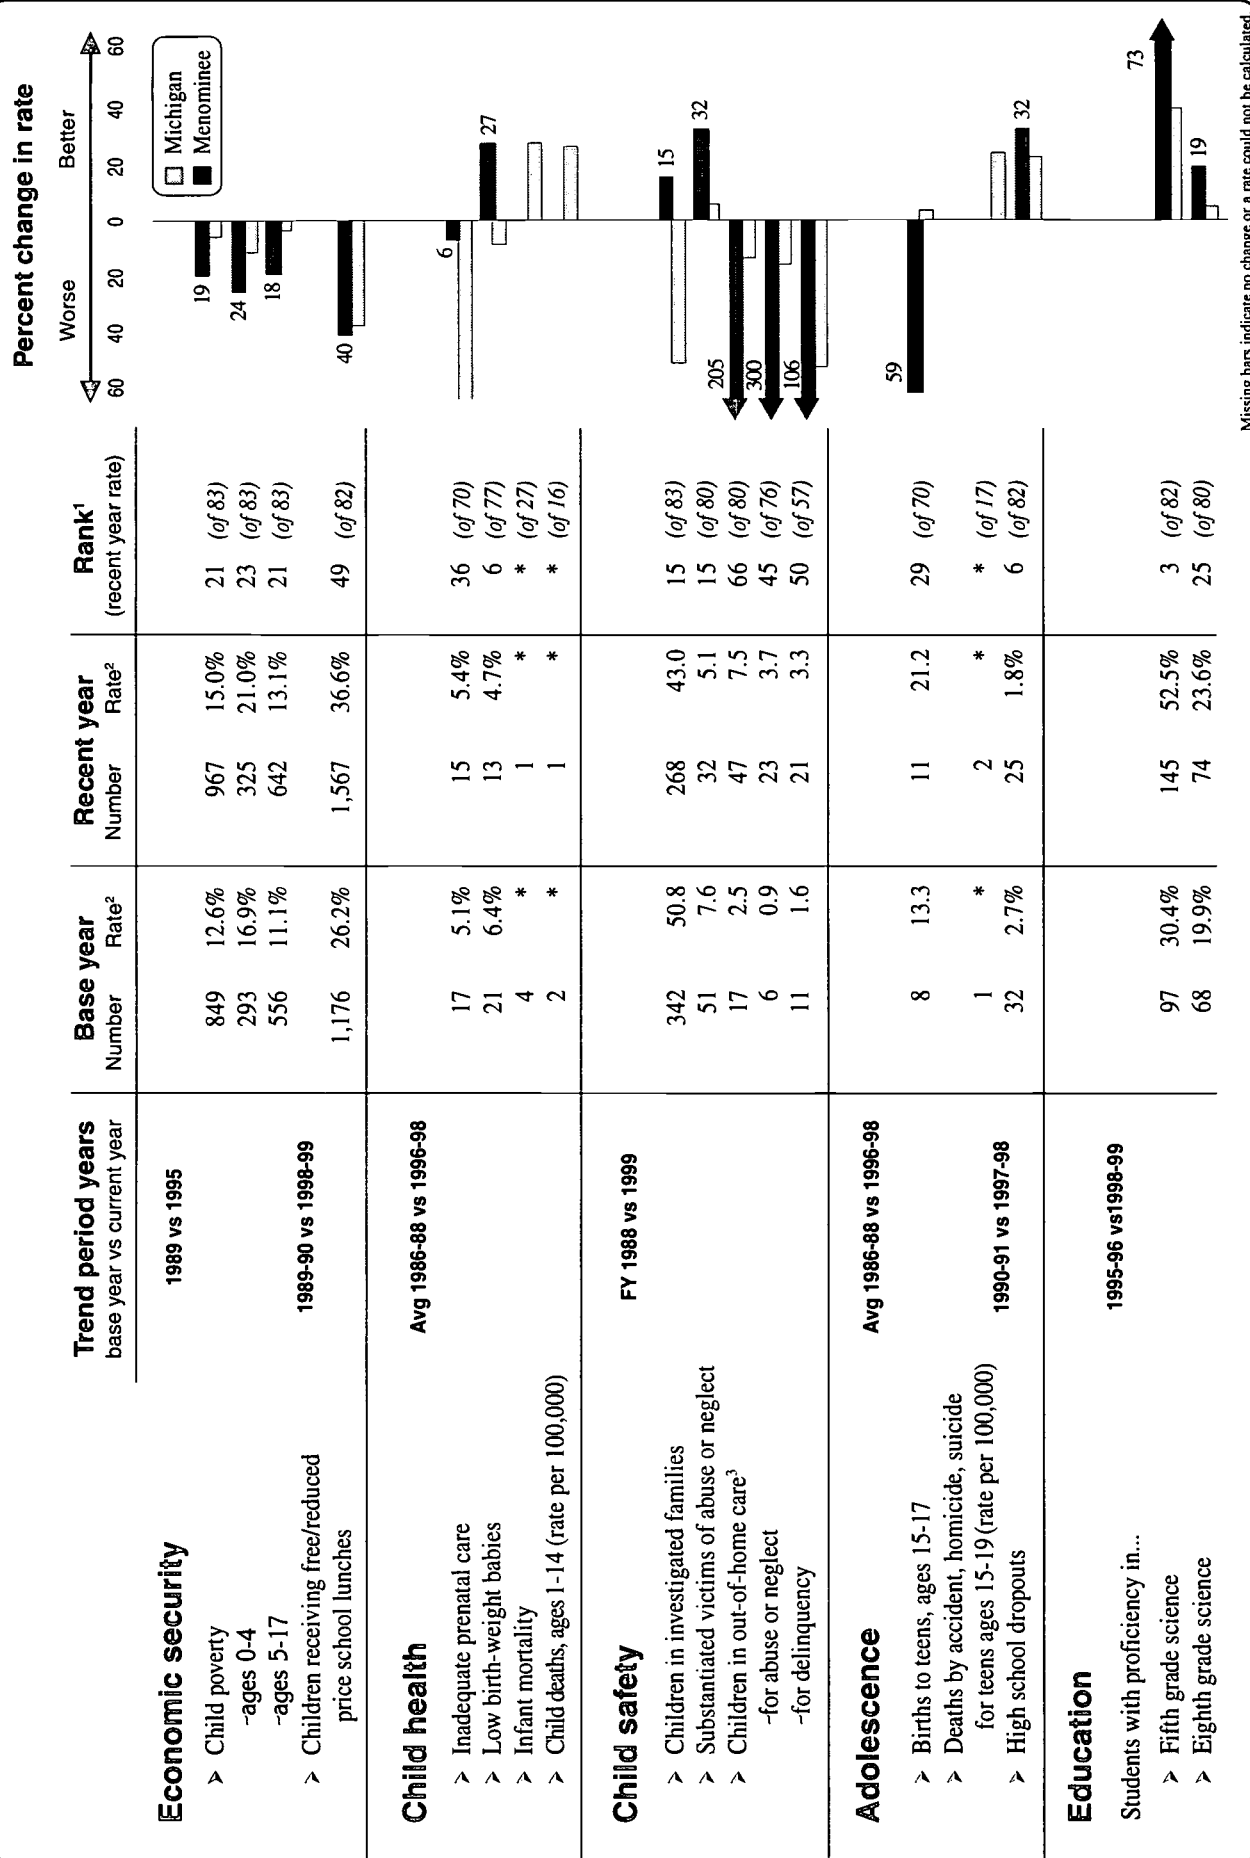 Percent change in rate
Trend period years Base year Recent year Rank¹ Worse Better
base year vs current year Number Rate² Number Rate² (recent year rate) 60 40 20 0 20 40 60
Michigan
Menominee
Economic security 1989 vs 1995
➢ Child poverty 849 12.6% 967 15.0% 21 (of 83) 19
-ages 0-4 293 16.9% 325 21.0% 23 (of 83) 24
-ages 5-17 556 11.1% 642 13.1% 21 (of 83) 18
➢ Children receiving free/reduced 1989-90 vs 1998-99
price school lunches 1,176 26.2% 1,567 36.6% 49 (of 82) 40
Child health Avg 1986-88 vs 1996-98
➢ Inadequate prenatal care 17 5.1% 15 5.4% 36 (of 70) 6
➢ Low birth-weight babies 21 6.4% 13 4.7% 6 (of 77) 27
➢ Infant mortality 4 * 1 * * (of 27)
➢ Child deaths, ages 1-14 (rate per 100,000) 2 * 1 * * (of 16)
Child safety FY 1988 vs 1999
➢ Children in investigated families 342 50.8 268 43.0 15 (of 83) 15
➢ Substantiated victims of abuse or neglect 51 7.6 32 5.1 15 (of 80) 32
➢ Children in out-of-home care³ 17 2.5 47 7.5 66 (of 80) 205
-for abuse or neglect 6 0.9 23 3.7 45 (of 76) 300
-for delinquency 11 1.6 21 3.3 50 (of 57) 106
Adolescence Avg 1986-88 vs 1996-98
➢ Births to teens, ages 15-17 8 13.3 11 21.2 29 (of 70) 59
➢ Deaths by accident, homicide, suicide
for teens ages 15-19 (rate per 100,000) 1 * 2 * * (of 17)
➢ High school dropouts 1990-91 vs 1997-98 32 2.7% 25 1.8% 6 (of 82) 32
Education 1995-96 vs1998-99
Students with proficiency in...
➢ Fifth grade science 97 30.4% 145 52.5% 3 (of 82) 73
➢ Eighth grade science 68 19.9% 74 23.6% 25 (of 80) 19
Missing bars indicate no change or a rate could not be calculated.